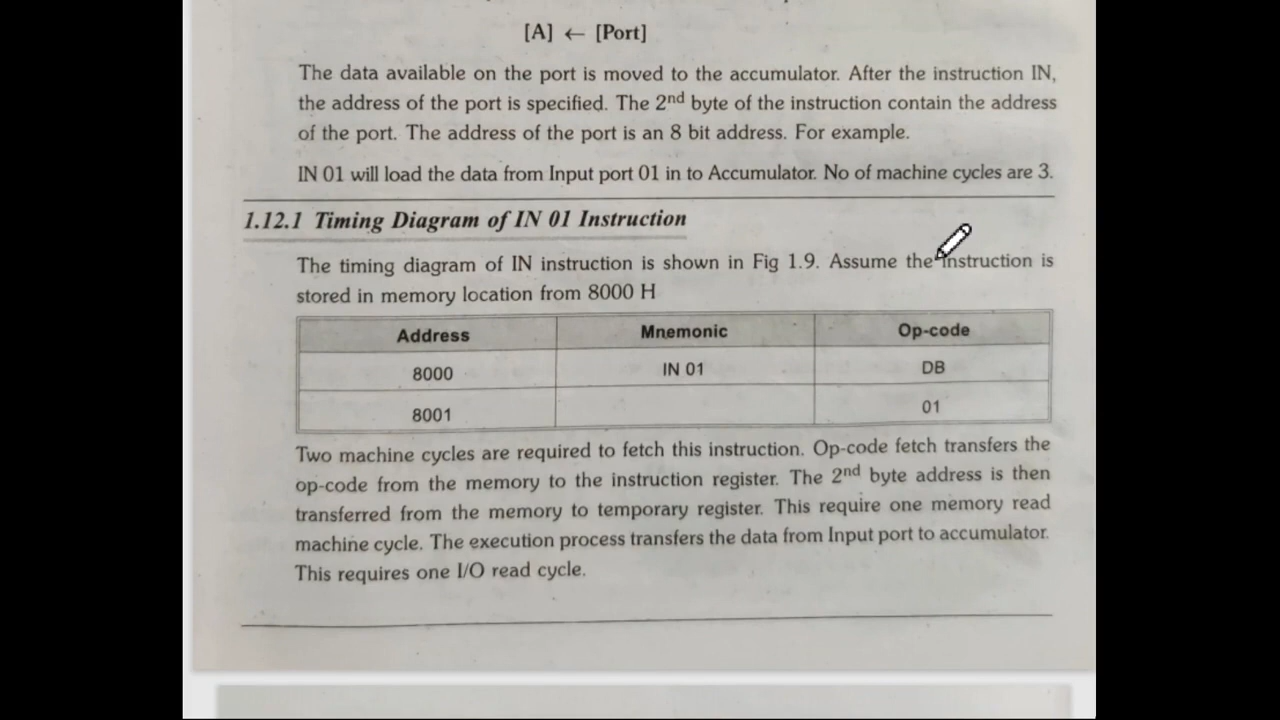 [A] ← [Port]
The data available on the port is moved to the accumulator. After the instruction IN,
the address of the port is specified. The 2nd byte of the instruction contain the address
of the port. The address of the port is an 8 bit address. For example.
IN 01 will load the data from Input port 01 in to Accumulator. No of machine cycles are 3.
1.12.1 Timing Diagram of IN 01 Instruction
The timing diagram of IN instruction is shown in Fig 1.9. Assume the instruction is
stored in memory location from 8000 H
Address Mnemonic Op-code
8000 IN 01 DB
8001 01
Two machine cycles are required to fetch this instruction. Op-code fetch transfers the
op-code from the memory to the instruction register. The 2nd byte address is then
transferred from the memory to temporary register. This require one memory read
machine cycle. The execution process transfers the data from Input port to accumulator.
This requires one I/O read cycle.